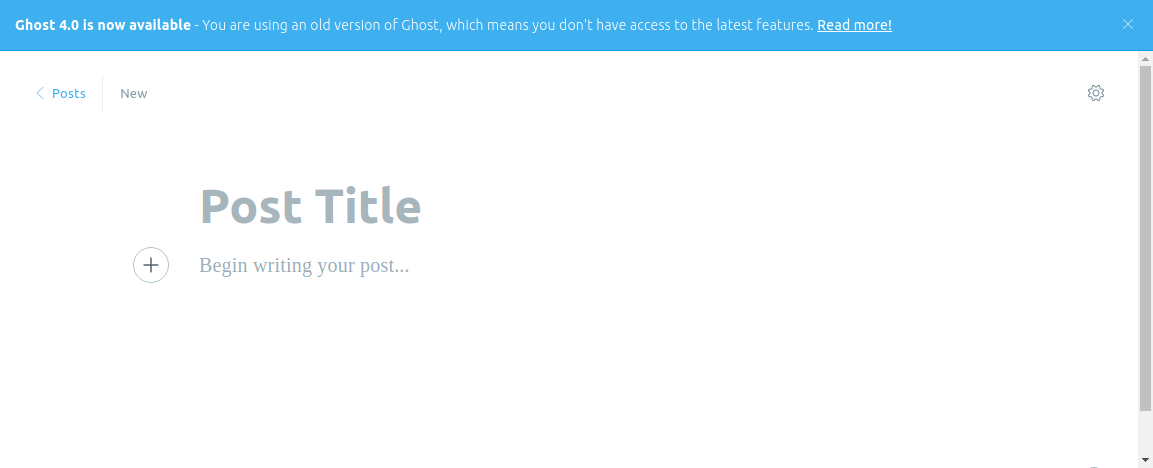 Ghost 4.0 is now available - You are using an old version of Ghost, which means you don't have access to the latest features. Read more!
Posts
New
Post Title
Begin writing your post...